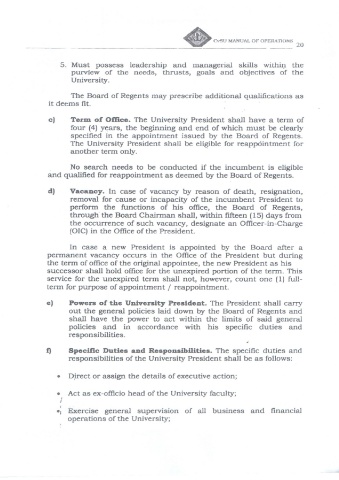 CvSU MANUAL OF OPERATIONS
20
5. Must possess leadership and managerial skills within the
purview of the needs, thrusts, goals and objectives of the
University.
The Board of Regents may prescribe additional qualifications as
it deems fit.
c) Term of Office. The University President shall have a term of
four (4) years, the beginning and end of which must be clearly
specified in the appointment issued by the Board of Regents.
The University President shall be eligible for reappointment for
another term only.
No search needs to be conducted if the incumbent is eligible
and qualified for reappointment as deemed by the Board of Regents.
d) Vacancy. In case of vacancy by reason of death, resignation,
removal for cause or incapacity of the incumbent President to
perform the functions of his office, the Board of Regents,
through the Board Chairman shall, within fifteen (15) days from
the occurrence of such vacancy, designate an Officer-in-Charge
(OIC) in the Office of the President.
In case a new President is appointed by the Board after a
permanent vacancy occurs in the Office of the President but during
the term of office of the original appointee, the new President as his
successor shall hold office for the unexpired portion of the term. This
service for the unexpired term shall not, however, count one (1) full-
term for purpose of appointment / reappointment.
e) Powers of the University President. The President shall carry
out the general policies laid down by the Board of Regents and
shall have the power to act within the limits of said general
policies and in accordance with his specific duties and
responsibilities.
f) Specific Duties and Responsibilities. The specific duties and
responsibilities of the University President shall be as follows:
• Direct or assign the details of executive action;
• Act as ex-officio head of the University faculty;
• Exercise general supervision of all business and financial
operations of the University;